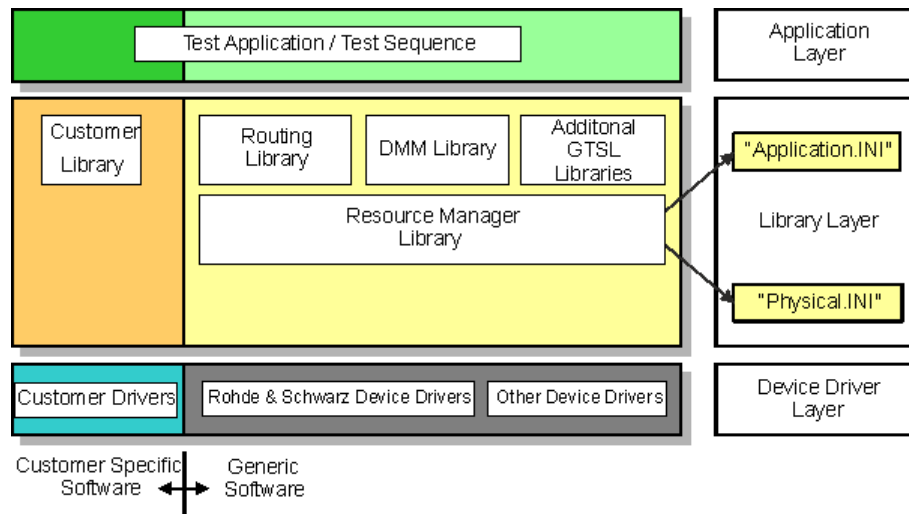 Test Application / Test Sequence
Application
Layer
Customer
Library
Routing
Library
DMM Library
Additonal
GTSL
Libraries
Resource Manager
Library
"Application.INI"
Library Layer
"Physical.INI"
Customer Drivers
Rohde & Schwarz Device Drivers
Other Device Drivers
Device Driver
Layer
Customer Specific
Software
Generic
Software